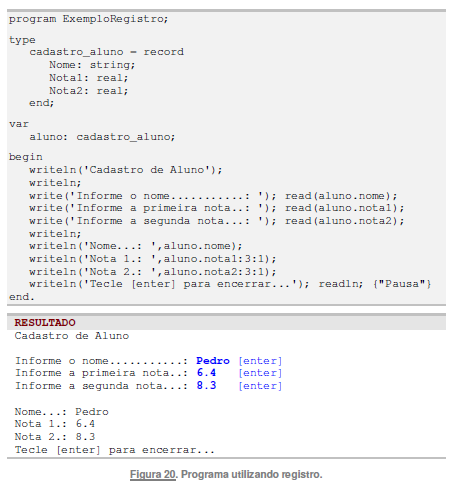 program ExemploRegistro;
type
cadastro_aluno = record
Nome: string;
Nota1: real;
Nota2: real;
end;
var
aluno: cadastro_aluno;
begin
writeln('Cadastro de Aluno');
writeln;
write('Informe o nome...........: '); read(aluno.nome);
write('Informe a primeira nota..: '); read(aluno.nota1);
write('Informe a segunda nota...: '); read(aluno.nota2);
writeln;
writeln('Nome...: ',aluno.nome);
writeln('Nota 1.: ',aluno.nota1:3:1);
writeln('Nota 2.: ',aluno.nota2:3:1);
writeln('Tecle [enter] para encerrar...'); readln; {"Pausa"}
end.
RESULTADO
Cadastro de Aluno
Informe o nome...........: Pedro [enter]
Informe a primeira nota..: 6.4 [enter]
Informe a segunda nota...: 8.3 [enter]
Nome...: Pedro
Nota 1.: 6.4
Nota 2.: 8.3
Tecle [enter] para encerrar...
Figura 20. Programa utilizando registro.